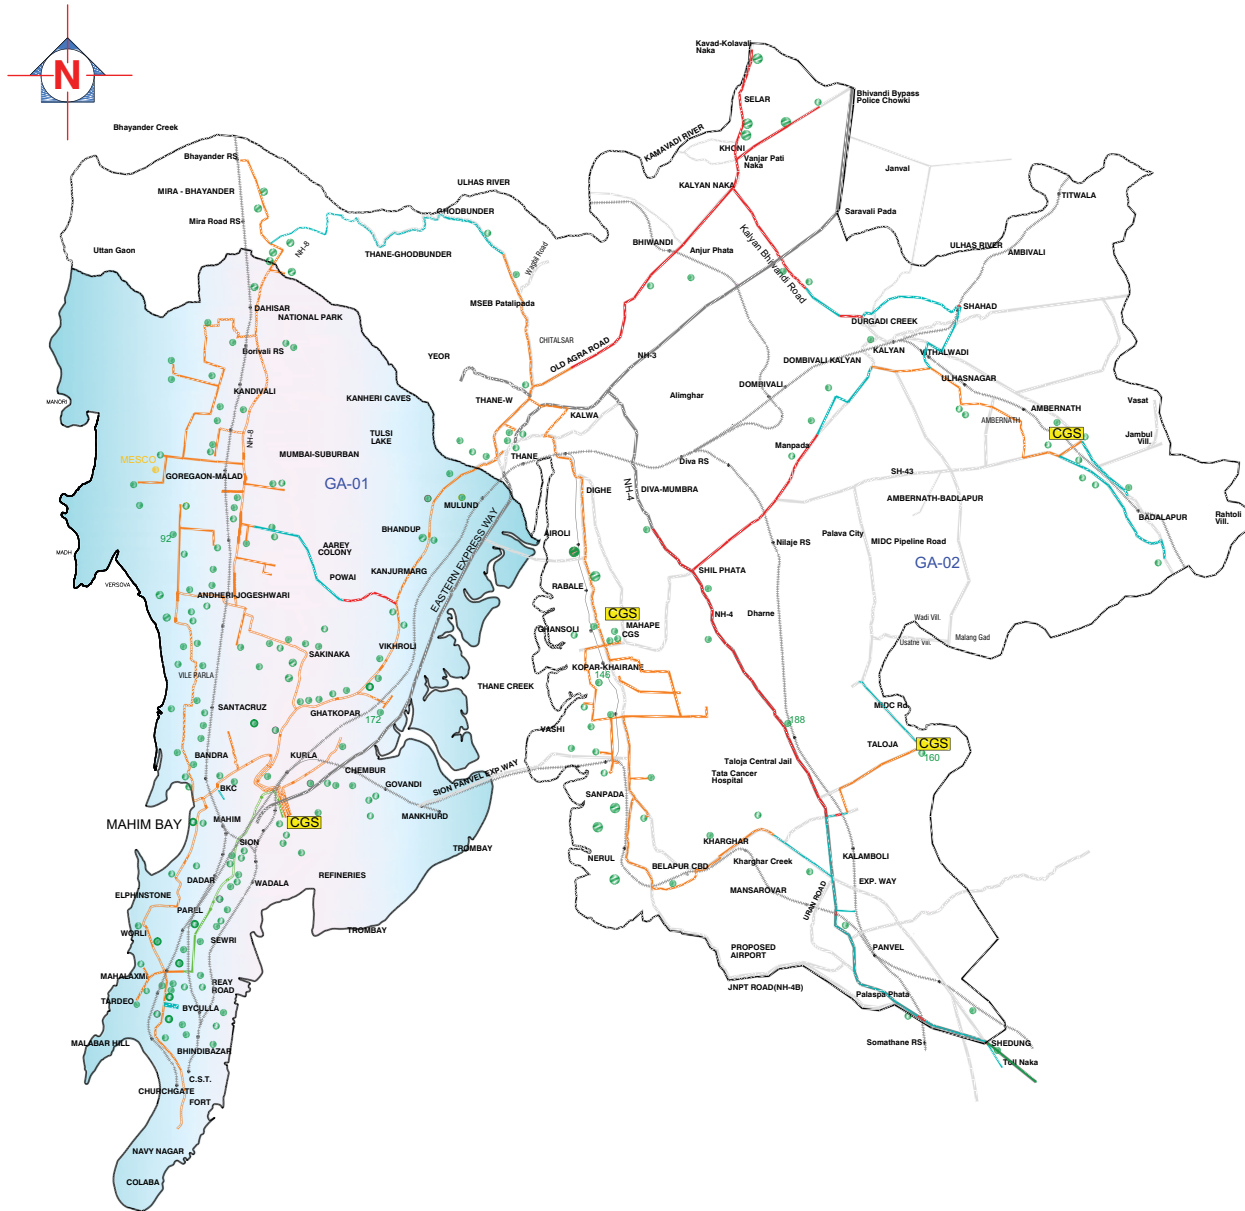 Kavad-Kolavali
Naka
N
SELAR
Bhivandi Bypass
Police Chowki
Bhayander Creek
KAMAVADI RIVER
KHONI
Vanjar Pati
Naka
Bhayander RS
Janval
ULHAS RIVER
KALYAN NAKA
MIRA - BHAYANDER
TITWALA
GHODBUNDER
Saravali Pada
Mira Road RS
NH-8
BHIWANDI
Anjur Phata
Kalyan Bhivandi Road
ULHAS RIVER
AMBIVALI
Uttan Gaon
THANE-GHODBUNDER
Wagbil Road
MSEB Patalipada
DAHISAR
NATIONAL PARK
SHAHAD
DURGADI CREEK
CHITALSAR
OLD AGRA ROAD
NH-3
Borivali RS
YEOR
KALYAN
VITHALWADI
DOMBIVALI KALYAN
ULHASNAGAR
KANDIVALI
DOMBIVALI
KANHERI CAVES
THANE-W
Alimghar
MANORI
KALWA
AMBERNATH
AMBERNATH
Vasat
TULSI
LAKE
NH-8
CGS
Jambul
Vill.
Manpada
MESCO
MUMBAI-SUBURBAN
THANE
Diva RS
GOREGAON-MALAD
SH-43
GA-01
NH-4
DIGHE
DIVA-MUMBRA
MULUND
AMBERNATH-BADLAPUR
EASTERN EXPRESS WAY
BADALAPUR
Rahtoli
Vill.
BHANDUP
92
AIROLI
Palava City
MIDC Pipeline Road
Nilaje RS
AAREY
COLONY
MADH
GA-02
KANJURMARG
SHIL PHATA
POWAI
VERSOVA
RABALE
ANDHERI-JOGESHWARI
CGS
NH-4
Dharne
Wadi Vill.
GHANSOLI
MAHAPE
CGS
Malang Gad
Usatne Vill.
VIKHROLI
SAKINAKA
KOPAR-KHAIRANE
VILE PARLA
146
THANE CREEK
SANTACRUZ
MIDC Rd.
GHATKOPAR
172
188
VASHI
TALOJA
CGS
BANDRA
KURLA
160
Taloja Central Jail
CHEMBUR
Tata Cancer
Hospital
SION PANVEL EXP.WAY
BKC
GOVANDI
SANPADA
MAHIM BAY
MAHIM
CGS
MANKHURD
SION
TROMBAY
KHARGHAR
NERUL
KALAMBOLI
BELAPUR CBD
Kharghar Creek
REFINERIES
DADAR
WADALA
EXP. WAY
MANSAROVAR
ELPHINSTONE
URAN ROAD
PAREL
WORLI
TROMBAY
SEWRI
PROPOSED
AIRPORT
PANVEL
MAHALAXMI
REAY
ROAD
JNPT ROAD(NH-4B)
TARDEO
Palaspa Phata
BYCULLA
MALABAR HILL
Somathane RS
SHEDUNG
BHINDIBAZAR
Toll Naka
C.S.T.
CHURCHGATE
FORT
NAVY NAGAR
COLABA